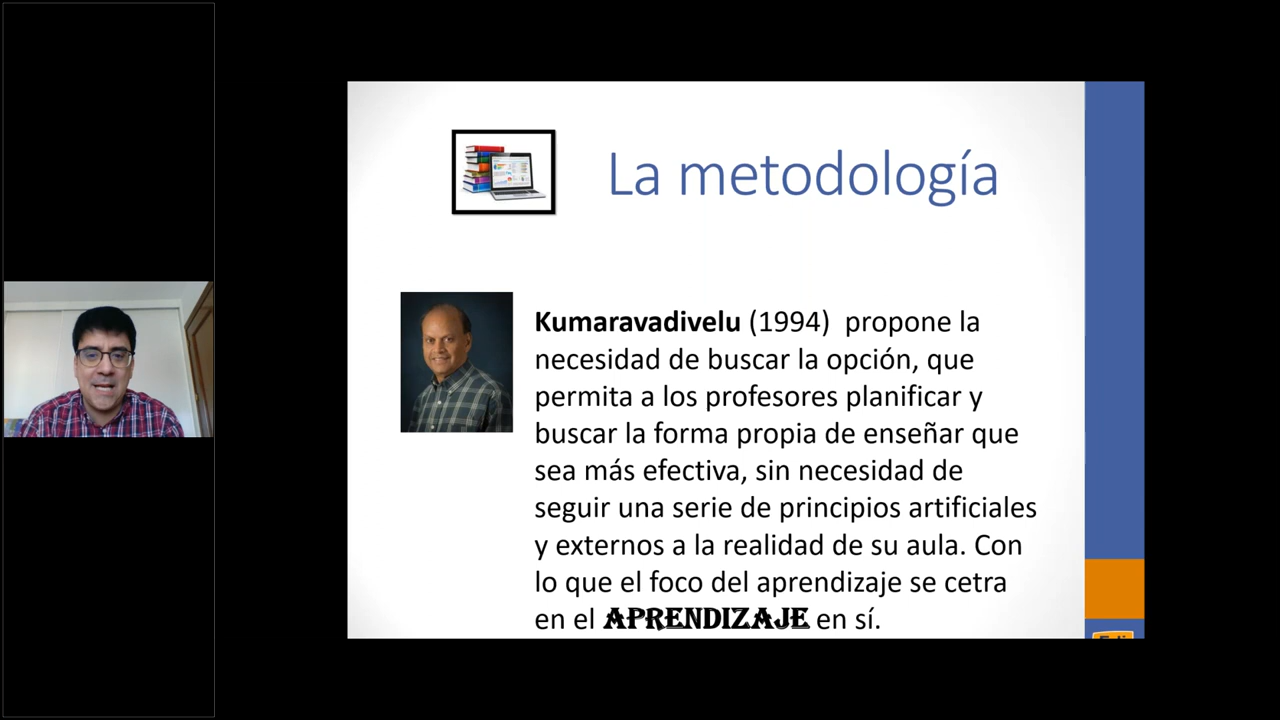 La metodología
Kumaravadivelu (1994) propone la
necesidad de buscar la opción, que
permita a los profesores planificar y
buscar la forma propia de enseñar que
sea más efectiva, sin necesidad de
seguir una serie de principios artificiales
y externos a la realidad de su aula. Con
lo que el foco del aprendizaje se cetra
en el APRENDIZAJE en sí.